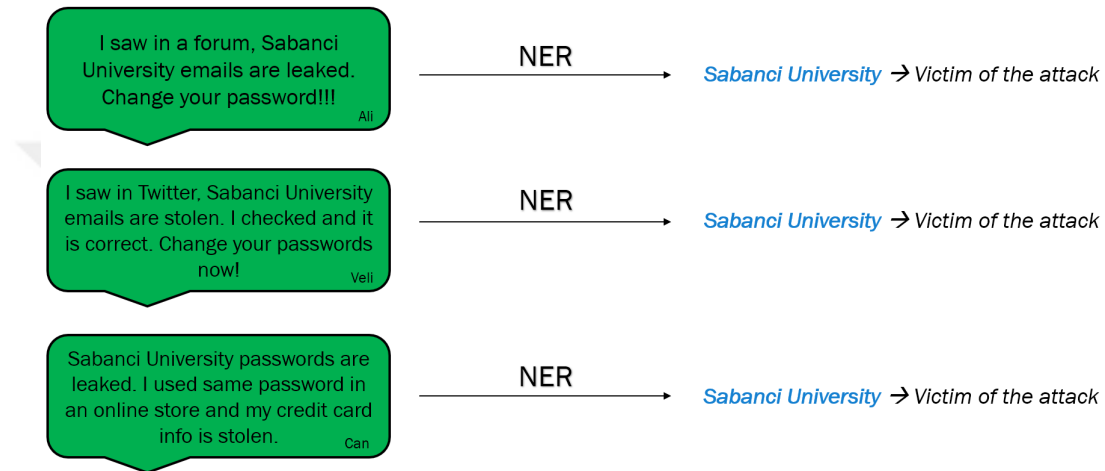 I saw in a forum, Sabanci
University emails are leaked.
Change your password!!!
Ali
NER
Sabanci University → Victim of the attack
I saw in Twitter, Sabanci University
emails are stolen. I checked and it
is correct. Change your passwords
now!
Veli
NER
Sabanci University → Victim of the attack
Sabanci University passwords are
leaked. I used same password in
an online store and my credit card
info is stolen.
Can
NER
Sabanci University → Victim of the attack